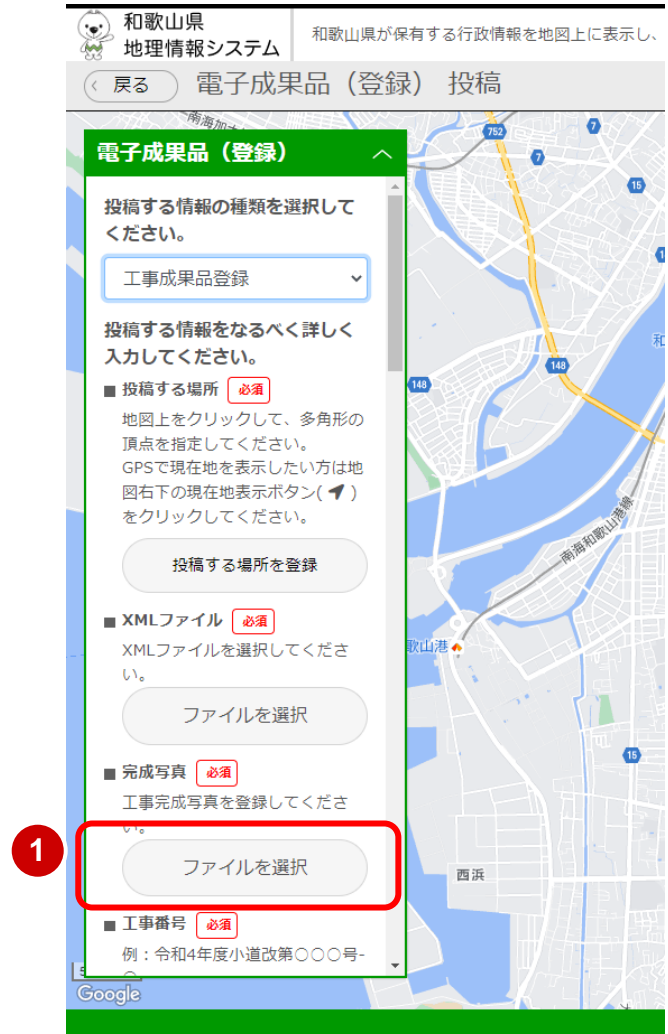 和歌山県
地理情報システム
和歌山県が保有する行政情報を地図上に表示し、
戻る
電子成果品（登録） 投稿
電子成果品（登録）
投稿する情報の種類を選択して
ください。
工事成果品登録
投稿する情報をなるべく詳しく
入力してください。
■ 投稿する場所 必須
地図上をクリックして、多角形の
頂点を指定してください。
GPSで現在地を表示したい方は地
図右下の現在地表示ボタン( )
をクリックしてください。
投稿する場所を登録
■ XMLファイル 必須
XMLファイルを選択してくださ
い。
ファイルを選択
■ 完成写真 必須
工事完成写真を登録してくださ
い。
1
ファイルを選択
■ 工事番号 必須
例：令和4年度小道改第〇〇〇号-
Google
752
7
7
15
148
148
和
南海和歌山港線
歌山港
15
西浜